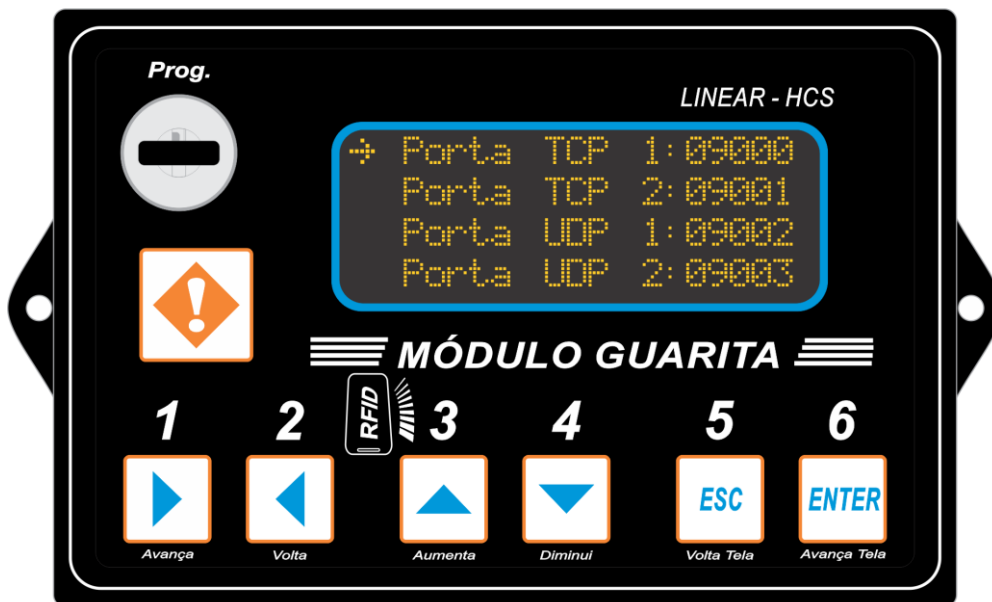 Prog.
LINEAR - HCS
Porta TCP 1:09000
Porta TCP 2:09001
Porta UDP 1:09002
Porta UDP 2:09003
!
MÓDULO GUARITA
RFID
1 2 3 4 5 6
ESC ENTER
Avança Volta Aumenta Diminui Volta Tela Avança Tela